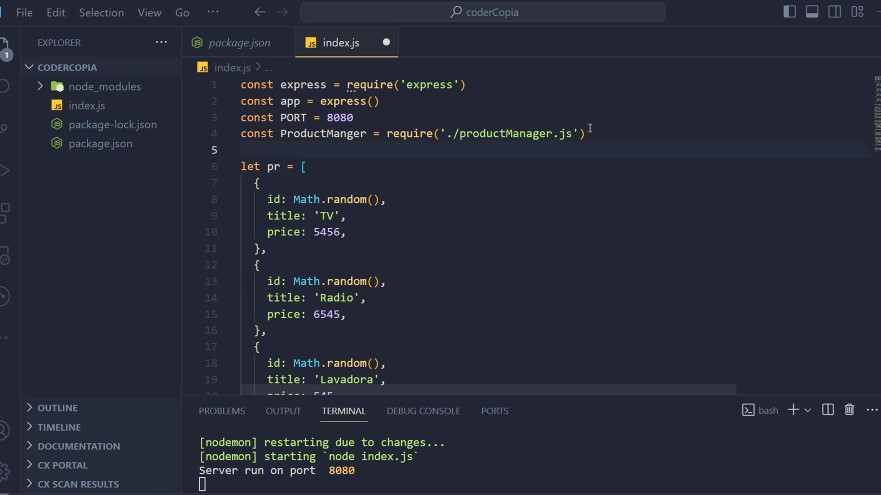 File Edit Selection View Go ... coderCopia
EXPLORER ...
package.json
index.js
CODERCOPIA
index.js > ...
node_modules
index.js
package-lock.json
package.json
1
1 const express = require('express')
2 const app = express()
3 const PORT = 8080
4 const ProductManger = require('./productManager.js')
5
6 let pr = [
7 {
8 id: Math.random(),
9 title: 'TV',
10 price: 5456,
11 },
12 {
13 id: Math.random(),
14 title: 'Radio',
15 price: 6545,
16 },
17 {
18 id: Math.random(),
19 title: 'Lavadora',
OUTLINE
TIMELINE
DOCUMENTATION
CX PORTAL
CX SCAN RESULTS
PROBLEMS OUTPUT TERMINAL DEBUG CONSOLE PORTS bash ...
[nodemon] restarting due to changes...
[nodemon] starting `node index.js`
Server run on port 8080